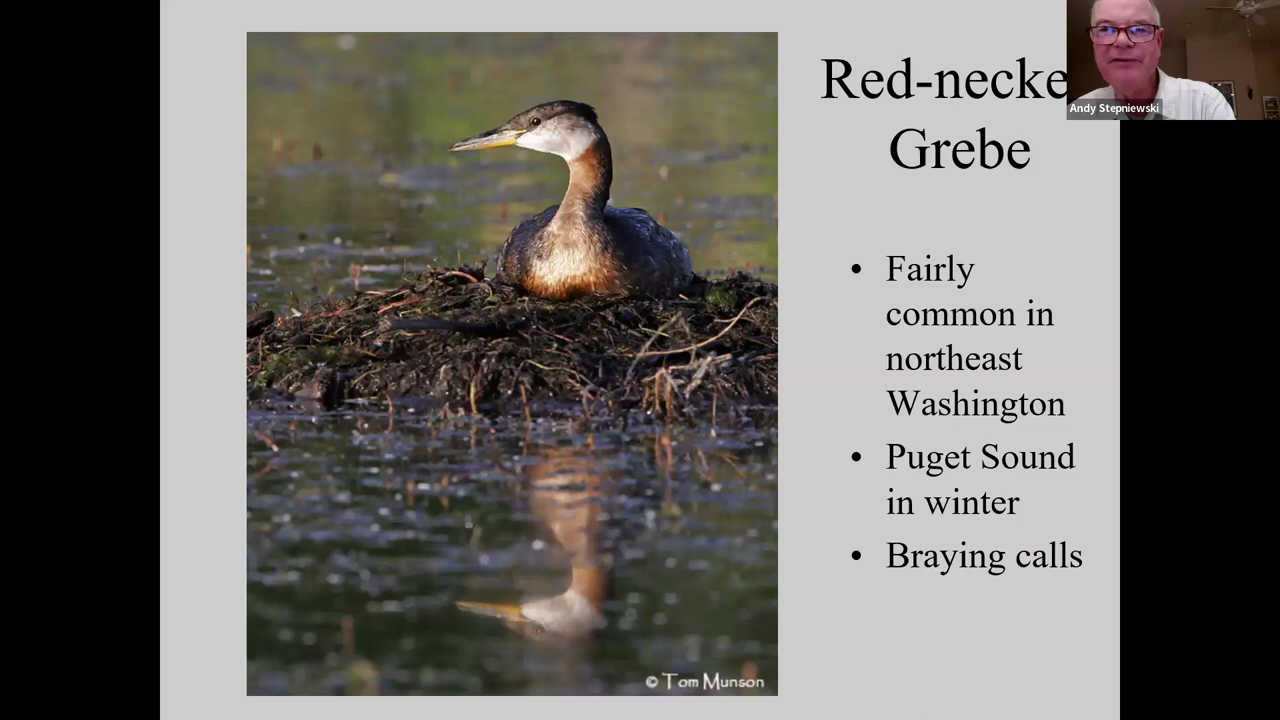 Red-necke
Grebe
Andy Stepniewski
• Fairly
common in
northeast
Washington
• Puget Sound
in winter
• Braying calls
© Tom Munson